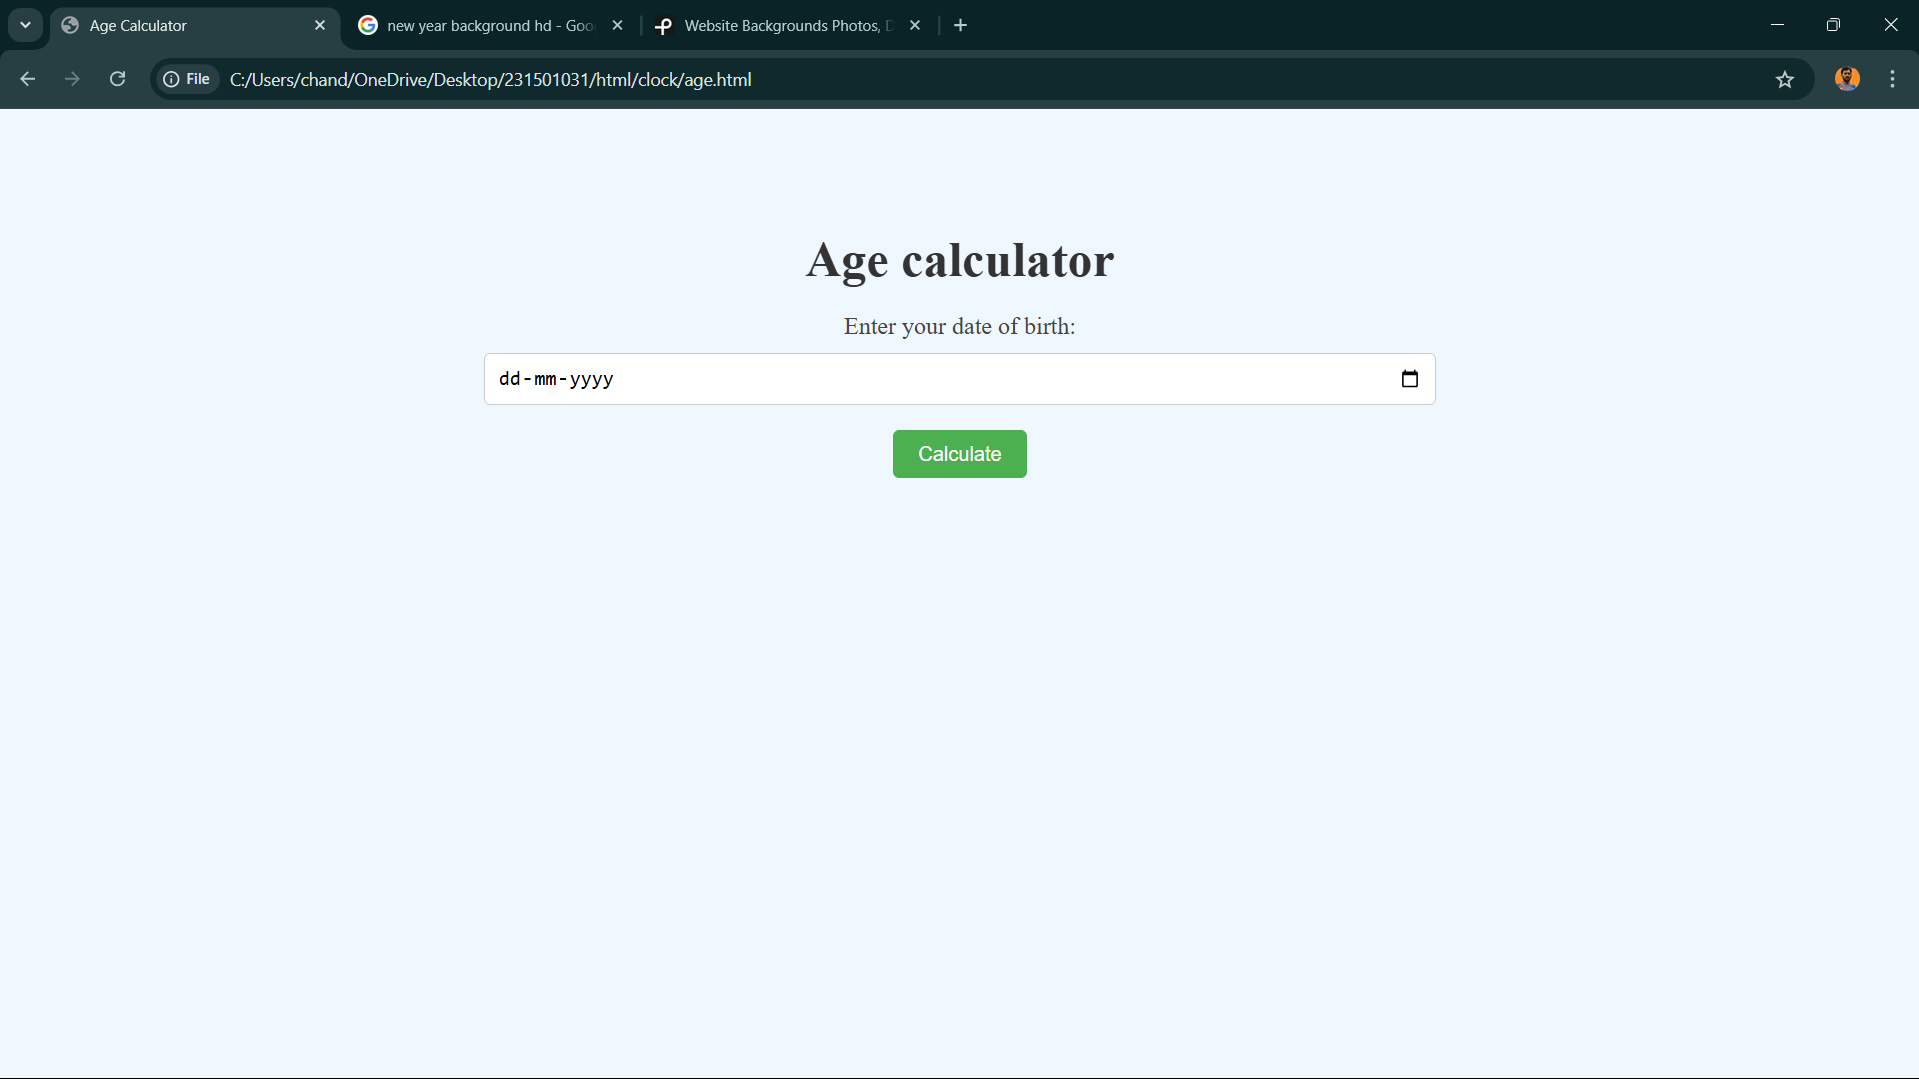 Age Calculator
new year background hd - Goo
Website Backgrounds Photos, D
File
C:/Users/chand/OneDrive/Desktop/231501031/html/clock/age.html
Age calculator
Enter your date of birth:
dd-mm-yyyy
Calculate